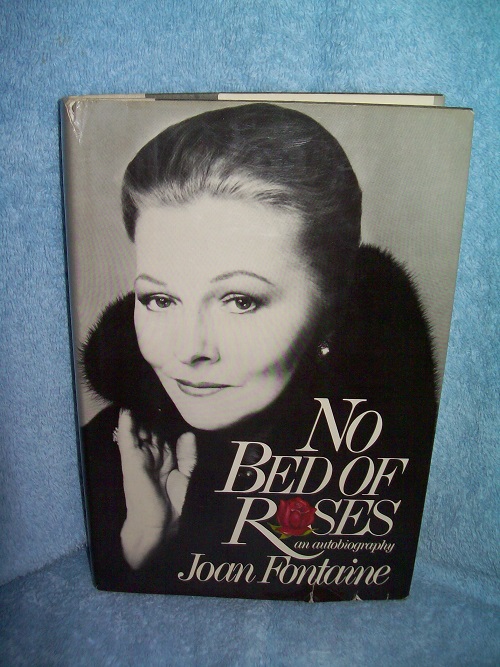 NO
BED OF
ROSES
an autobiography
Joan Fontaine